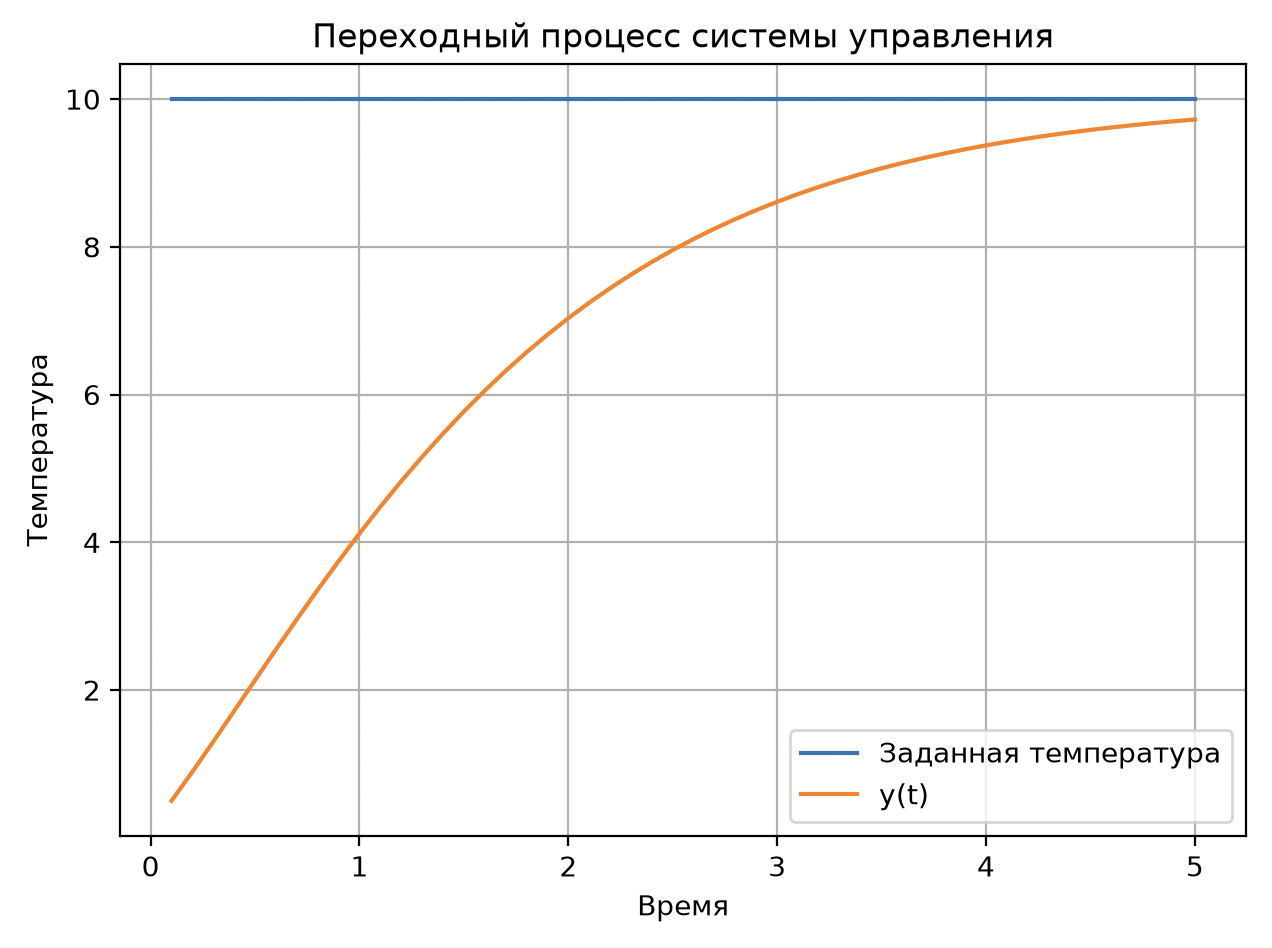 Переходный процесс системы управления
10
8
6
4
2
Температура
Заданная температура
y(t)
0 1 2 3 4 5
Время